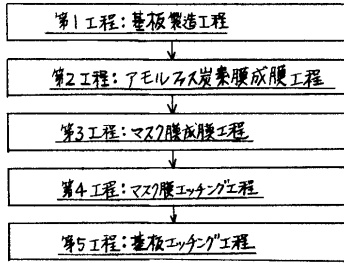 第1工程:基板製造工程
第2工程:アモルファス炭素膜成膜工程
第3工程:マスク膜成膜工程
第4工程:マスク膜エッチング工程
第5工程:基板エッチング工程